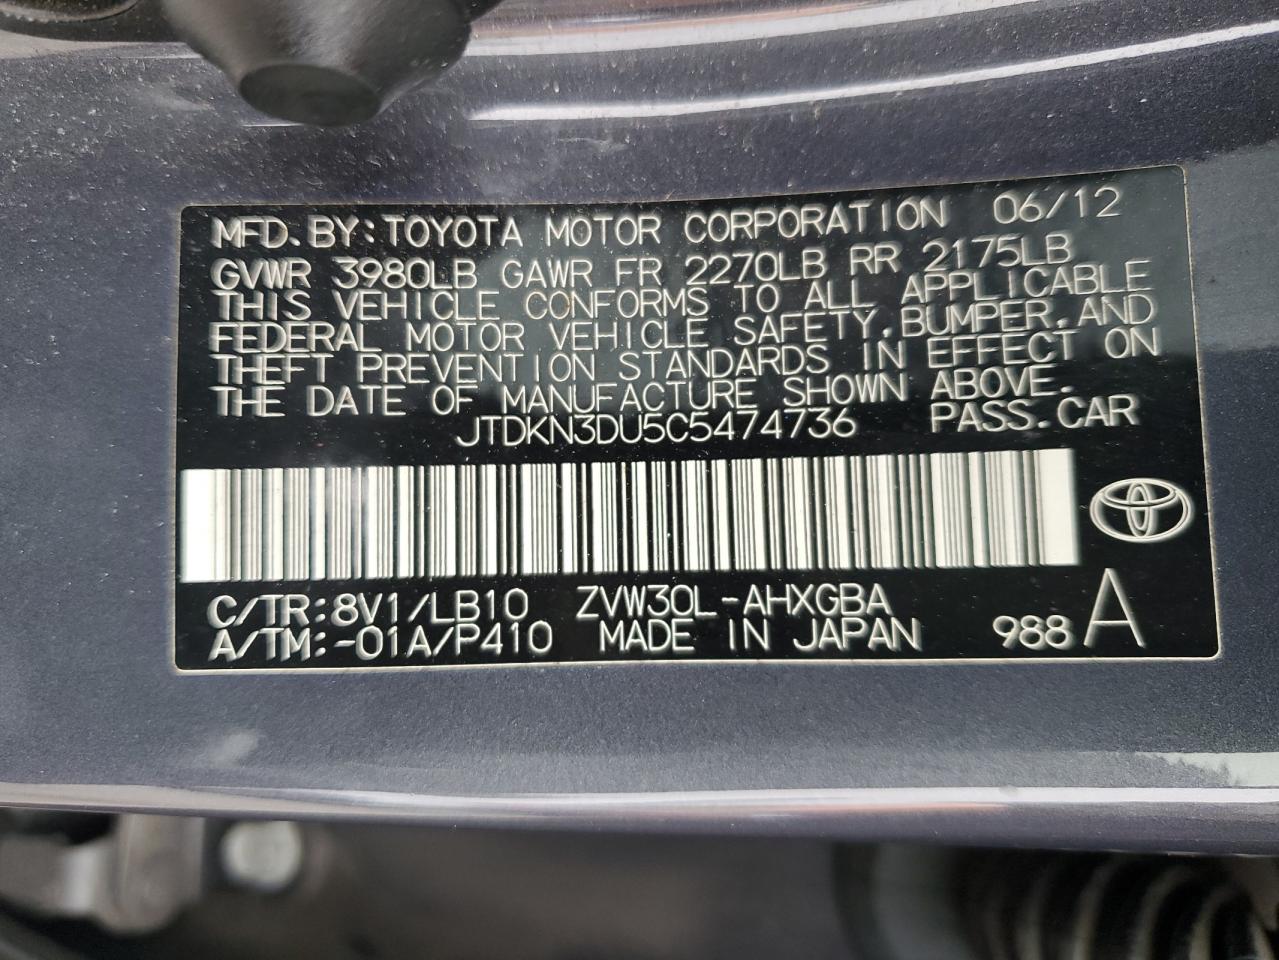 MFD. BY: TOYOTA MOTOR CORPORATION 06/12
GVWR 3980LB GAWR FR 2270LB RR 2175LB
THIS VEHICLE CONFORMS TO ALL APPLICABLE
FEDERAL MOTOR VEHICLE SAFETY, BUMPER, AND
THEFT PREVENTION STANDARDS IN EFFECT ON
THE DATE OF MANUFACTURE SHOWN ABOVE.
JTDKN3DU5C5474736 PASS. CAR
C/TR: 8V1/LB10 ZVW30L-AHXGBA
A/TM: -01A/P410 MADE IN JAPAN 988 A